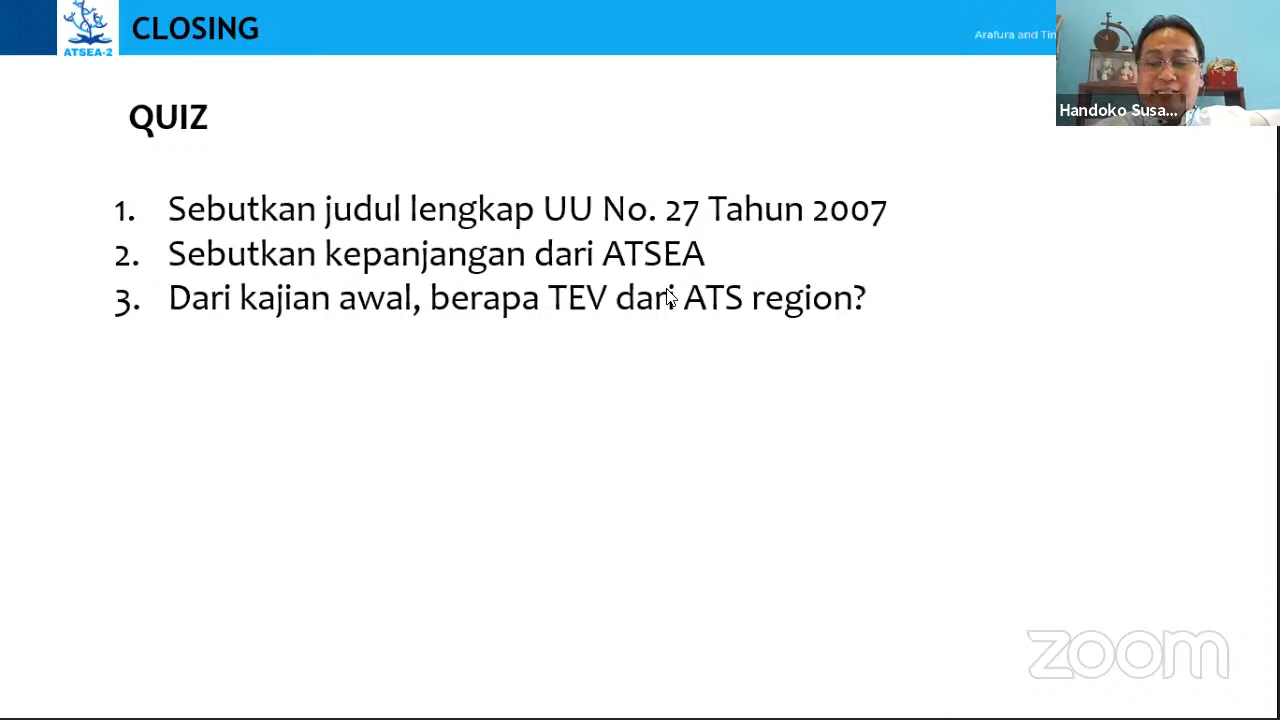 ATSEA-2
CLOSING
Arafura and
Handoko Susa...
QUIZ
1. Sebutkan judul lengkap UU No. 27 Tahun 2007
2. Sebutkan kepanjangan dari ATSEA
3. Dari kajian awal, berapa TEV dari ATS region?
zoom